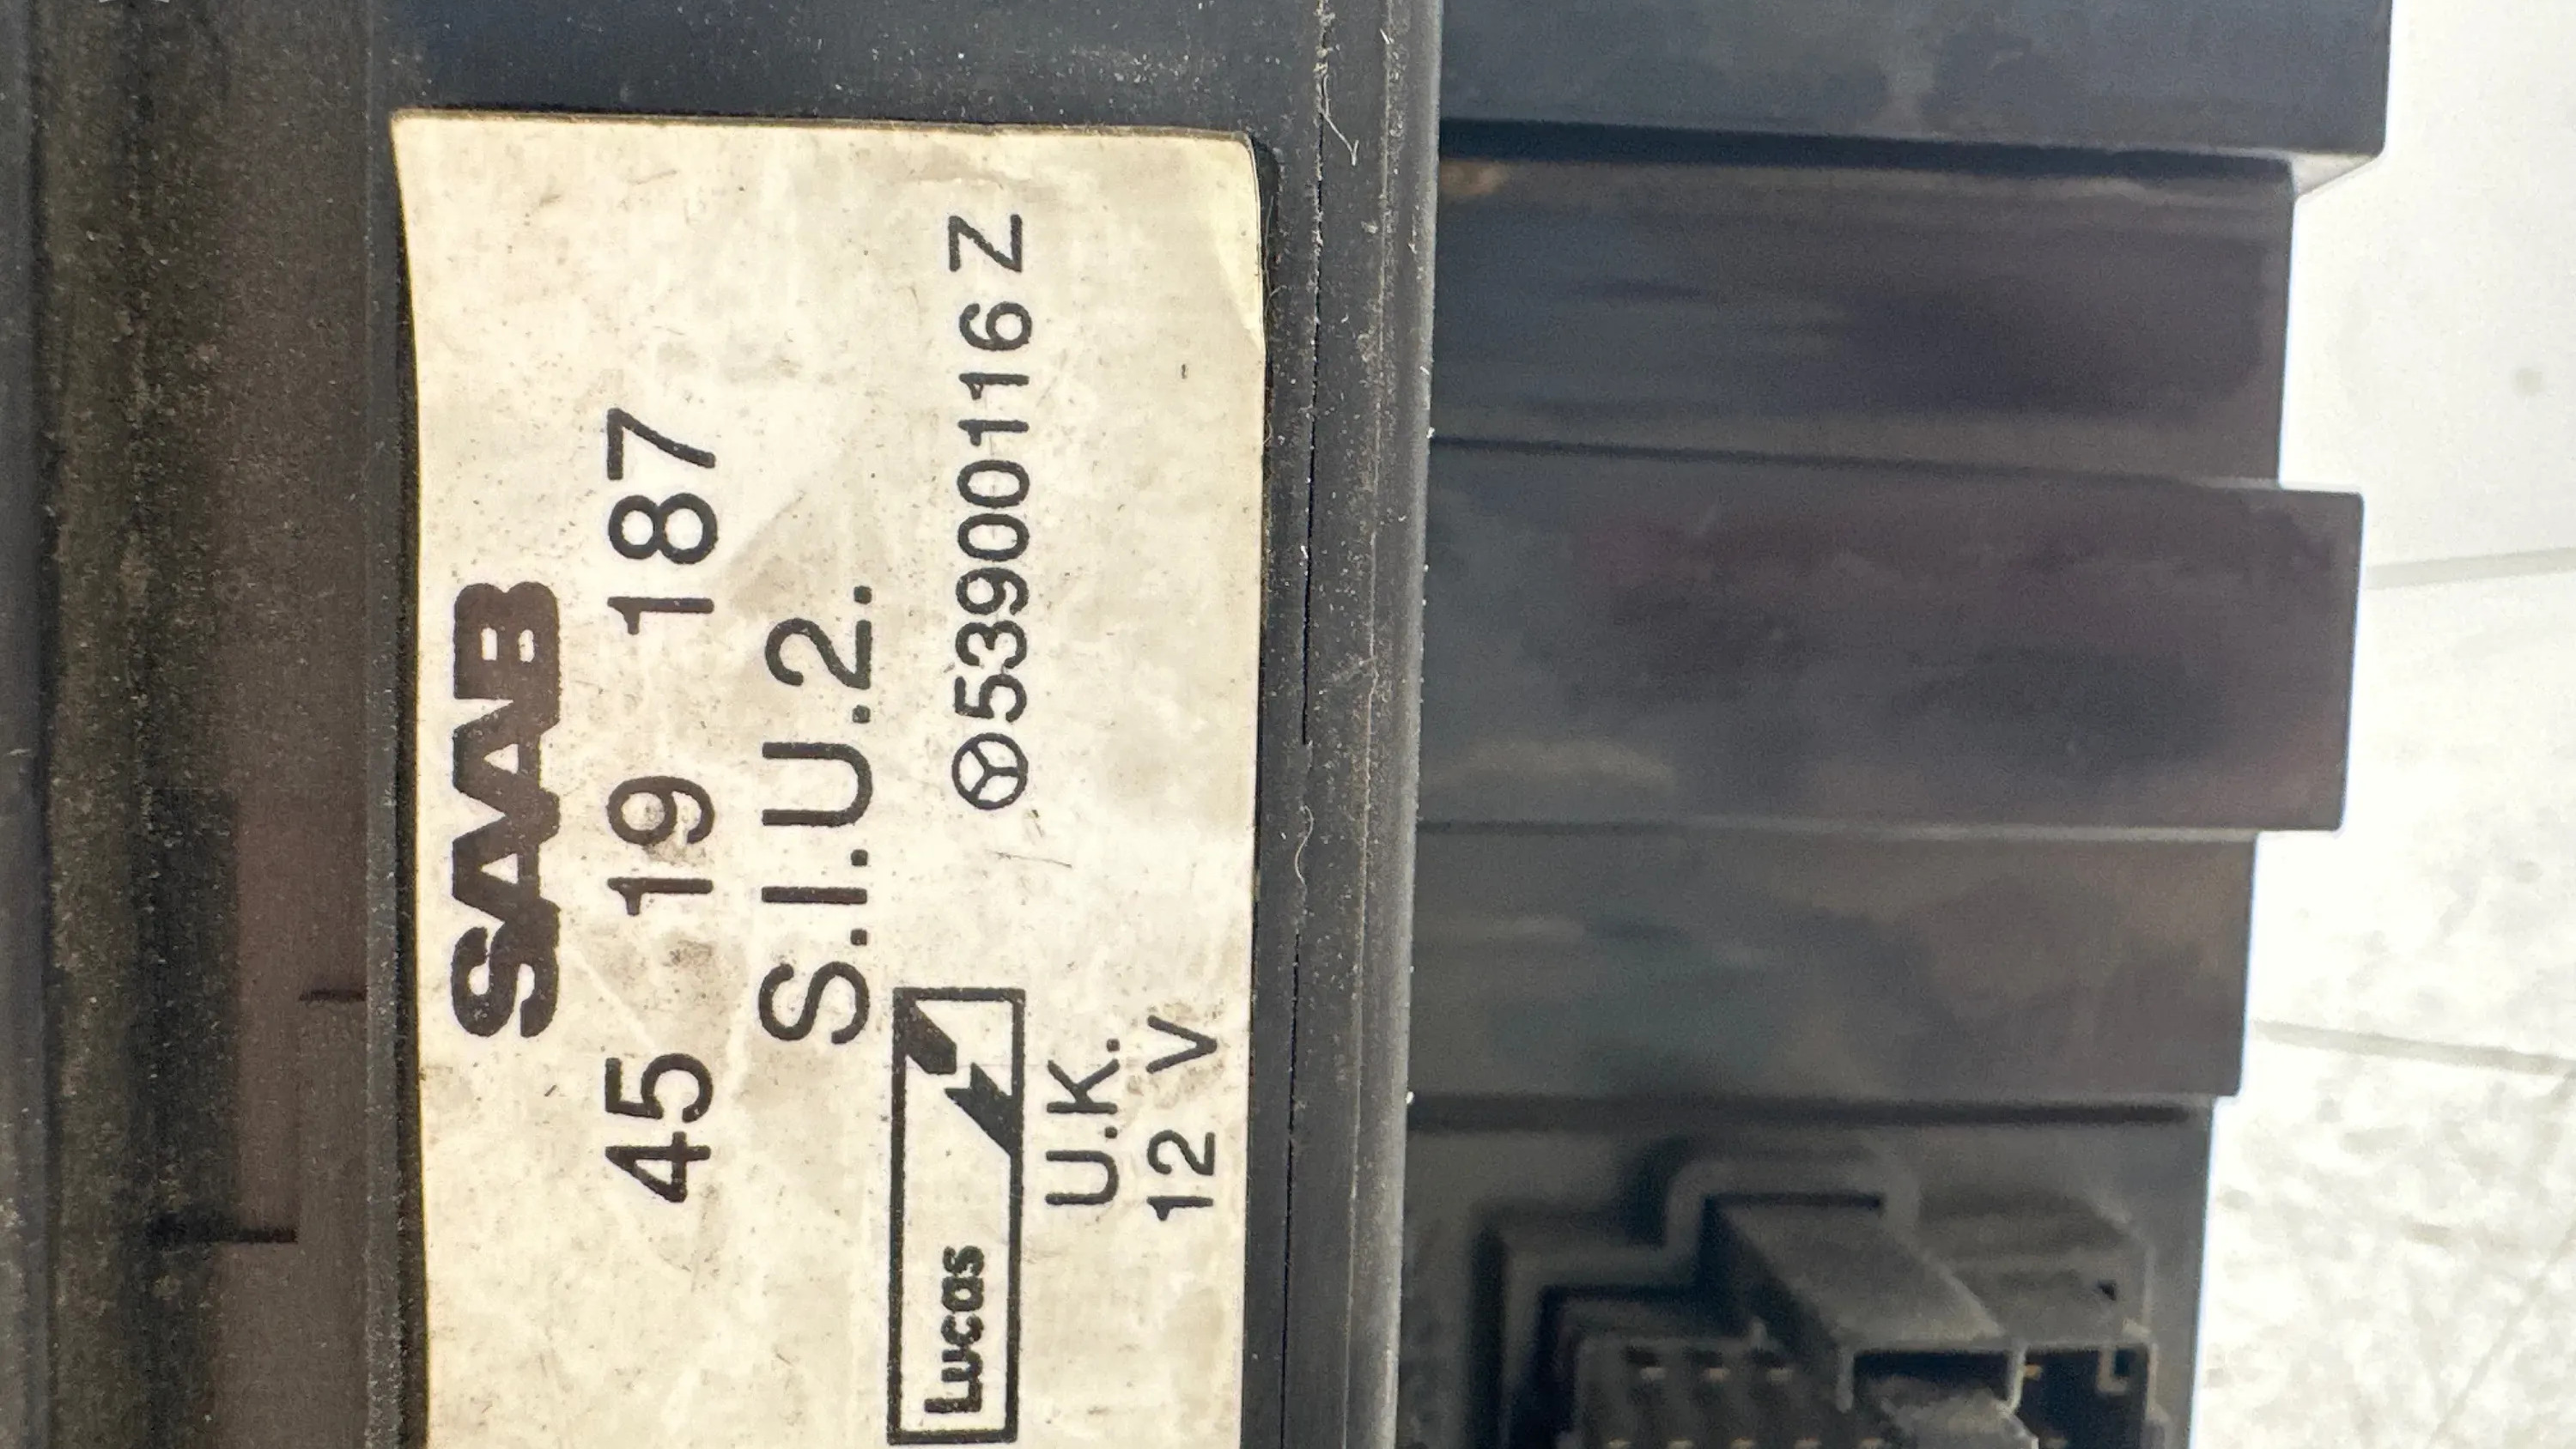 SAAB
45 19 187
S.I.U.2.
Lucas
53900116 Z
U.K.
12 V